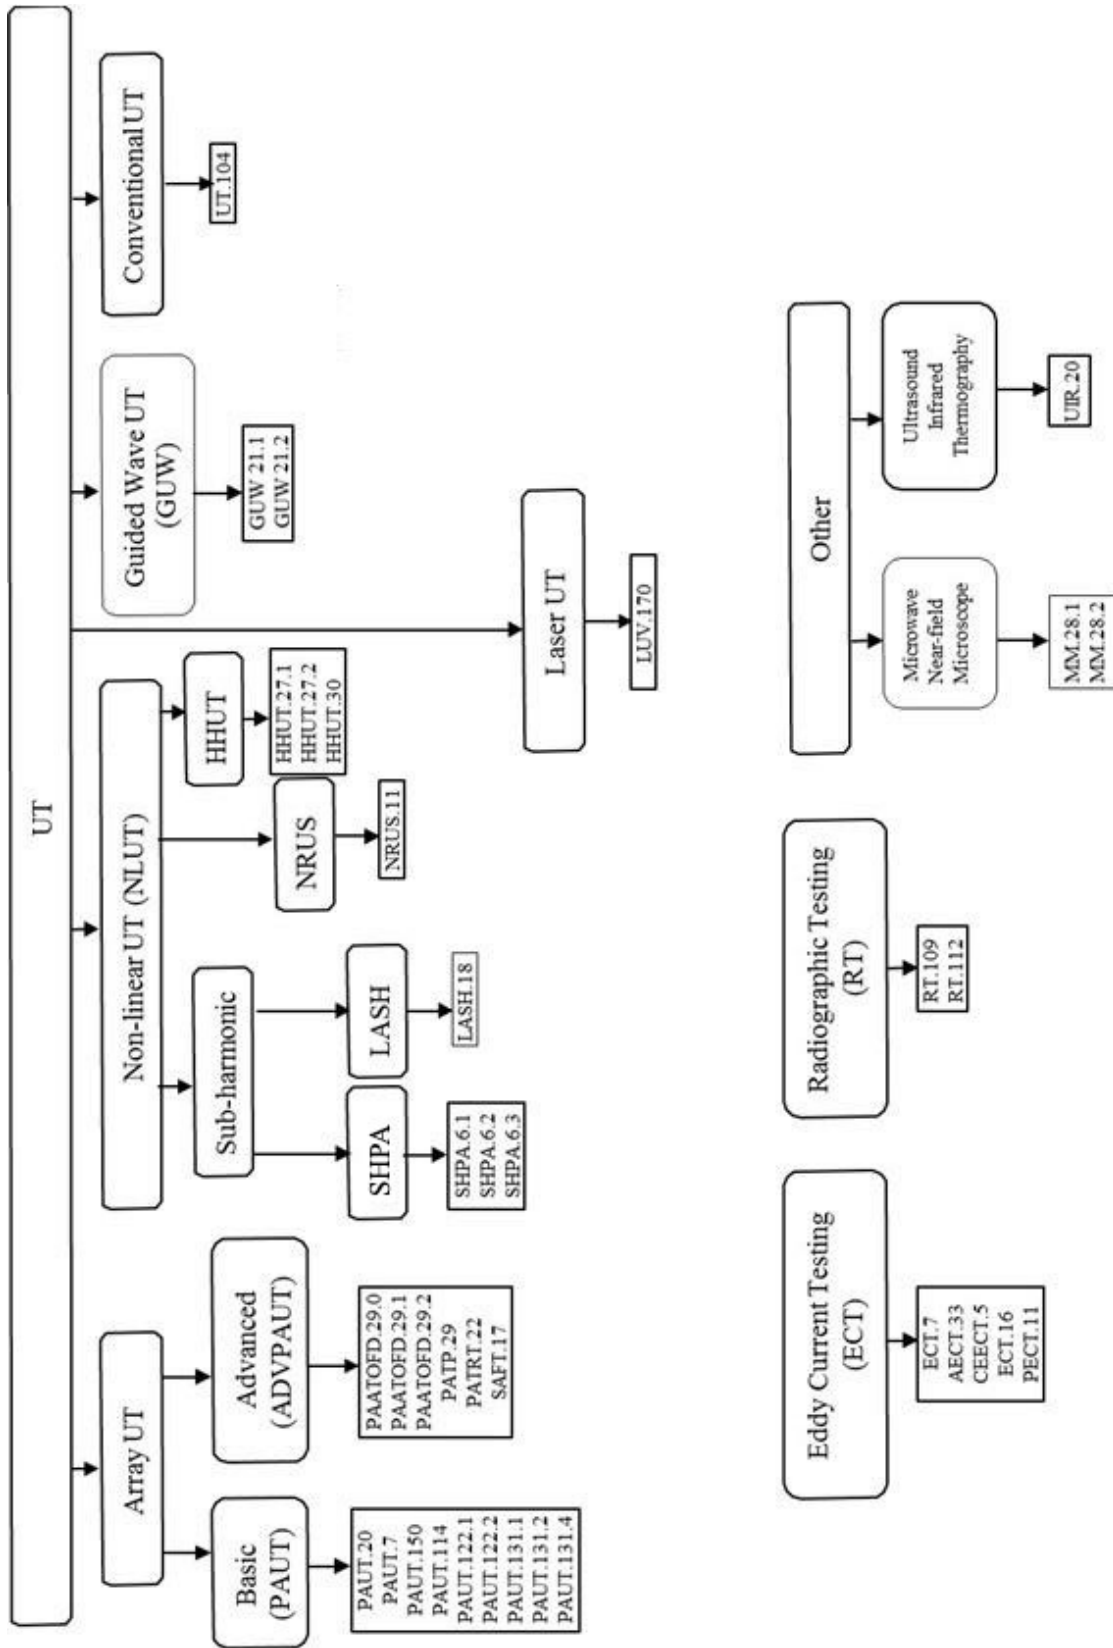 UT
Array UT
Non-linear UT (NLUT)
Guided Wave UT
(GUW)
Conventional UT
Basic
(PAUT)
Advanced
(ADVPAUT)
Sub-harmonic
NRUS
HHUT
GUW 21.1
GUW 21.2
UT.104
PAUT.20
PAUT.7
PAUT.150
PAUT.114
PAUT.122.1
PAUT.122.2
PAUT.131.1
PAUT.131.2
PAUT.131.4
PAATOFD.29.0
PAATOFD.29.1
PAATOFD.29.2
PATP.29
PATRT.22
SAFT.17
SHPA
LASH
NRUS.11
HHUT.27.1
HHUT.27.2
HHUT.30
SHPA.6.1
SHPA.6.2
SHPA.6.3
LASH.18
Laser UT
LUV.170
Eddy Current Testing
(ECT)
ECT.7
AECT.33
CEECT.5
ECT.16
PECT.11
Radiographic Testing
(RT)
RT.109
RT.112
Other
Microwave
Near-field
Microscope
MM.28.1
MM.28.2
Ultrasound
Infrared
Thermography
UIR.20